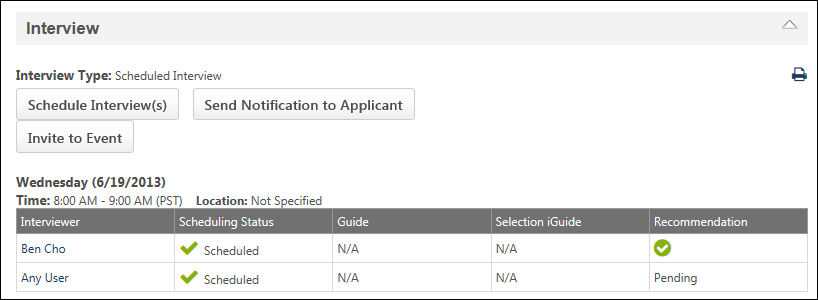 Interview
Interview Type: Scheduled Interview
Schedule Interview(s) Send Notification to Applicant
Invite to Event
Wednesday (6/19/2013)
Time: 8:00 AM - 9:00 AM (PST) Location: Not Specified
Interviewer Scheduling Status Guide Selection iGuide Recommendation
Ben Cho Scheduled N/A N/A
Any User Scheduled N/A N/A Pending